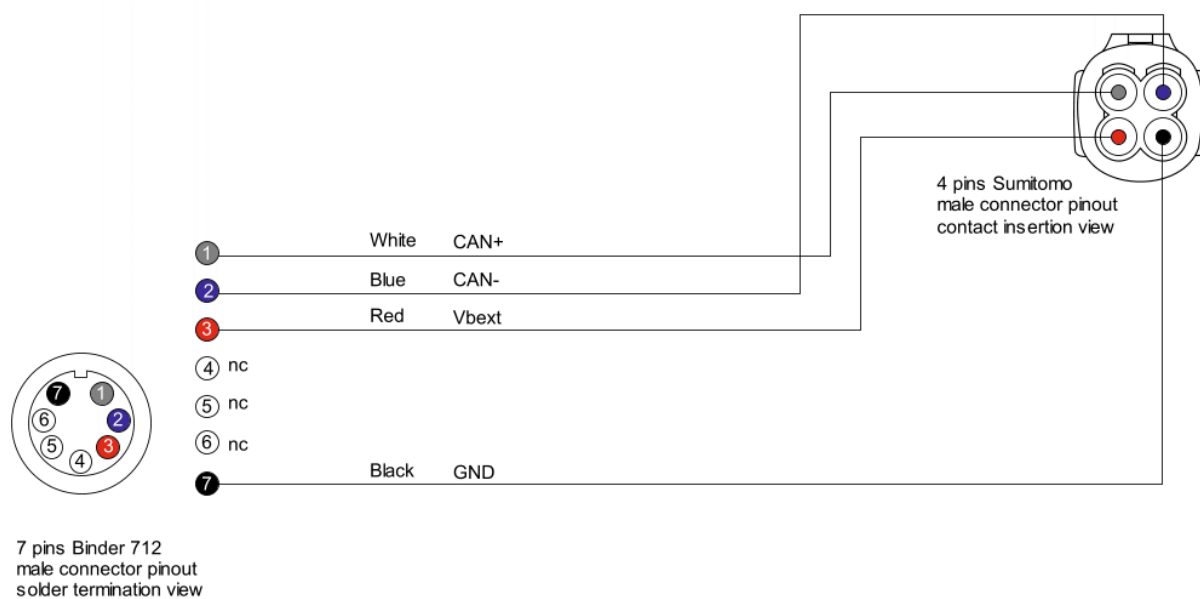 4 pins Sumitomo
male connector pinout
contact insertion view
1 White CAN+
2 Blue CAN-
3 Red Vbext
4 nc
5 nc
6 nc
7 Black GND
7 1
6 2
5 3
4
7 pins Binder 712
male connector pinout
solder termination view